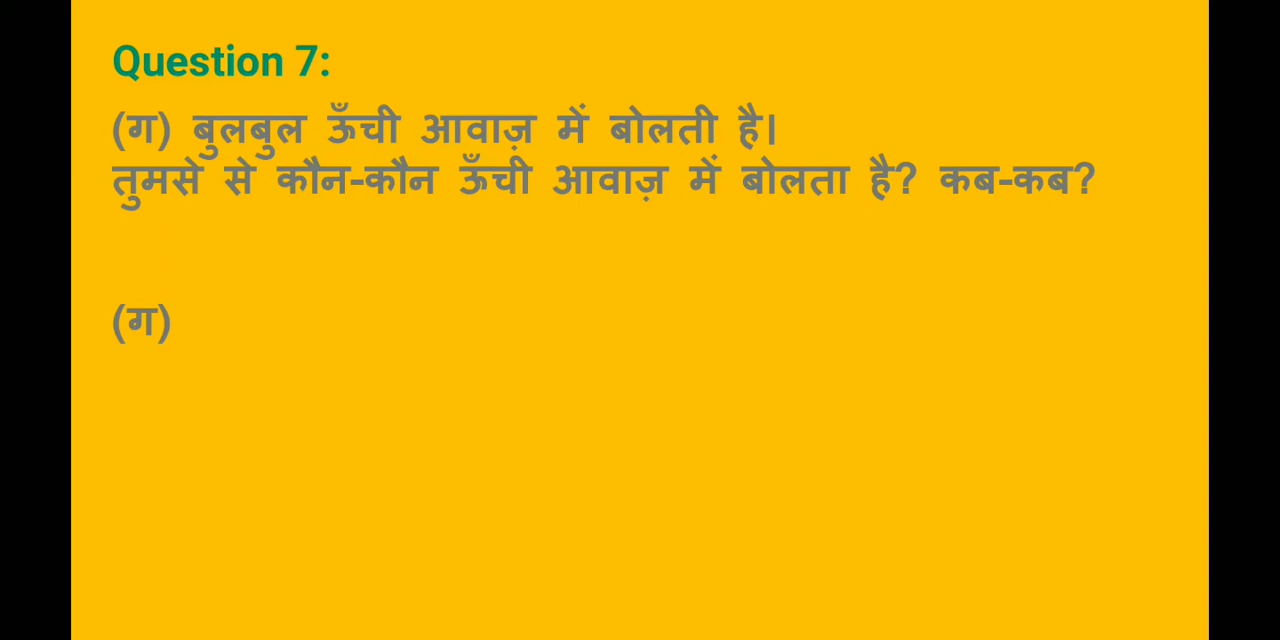 Question 7:
(ग) बुलबुल ऊँची आवाज़ में बोलती है।
तुमसे से कौन-कौन ऊँची आवाज़ में बोलता है? कब-कब?
(ग)